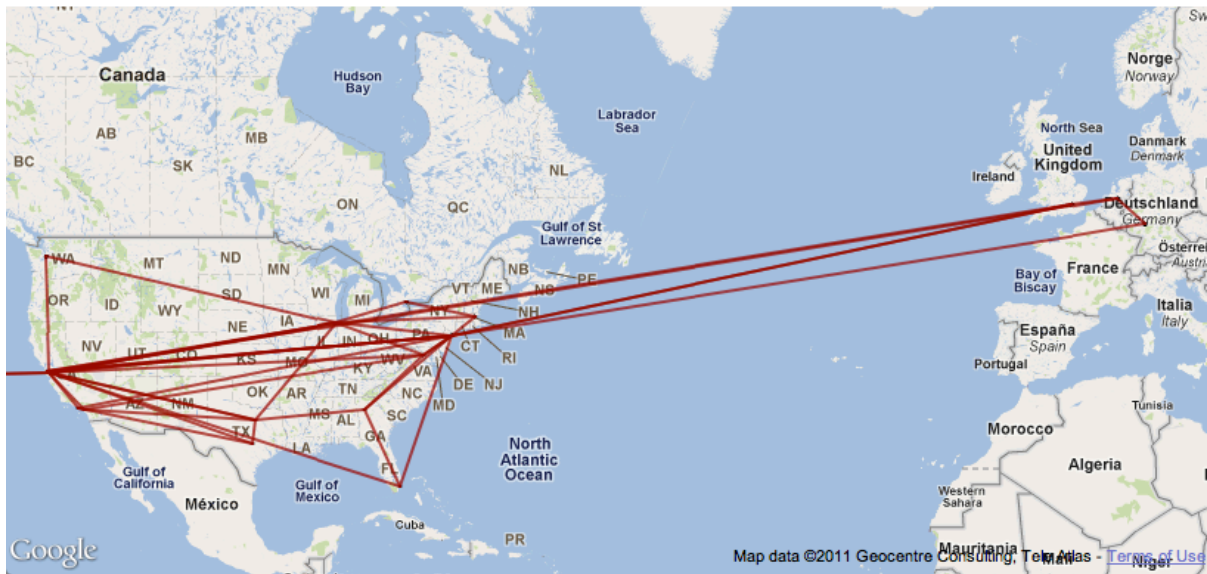 Canada
Hudson
Bay
Labrador
Sea
Norge
Norway
North Sea
Danmark
Denmark
United
Kingdom
Ireland
Deutschland
Germany
AB
MB
BC
SK
NL
ON
QC
Gulf of St
Lawrence
NB
PE
NS
VT
ME
NH
MA
RI
CT
NJ
DE
MD
WA
MT
ND
MN
OR
ID
SD
WI
MI
WY
NY
IA
NE
PA
OH
IL
IN
NV
UT
CO
KS
MO
WV
KY
VA
OK
AR
TN
NC
AZ
NM
SC
MS
AL
GA
TX
LA
FL
France
Bay of
Biscay
Österrei
Austri
Italia
Italy
España
Spain
Portugal
Tunisia
Morocco
Algeria
Western
Sahara
Mauritania
Mali
Niger
North
Atlantic
Ocean
Gulf of
California
Gulf of
Mexico
México
Cuba
PR
Google
Map data ©2011 Geocentre Consulting, Tele Atlas - Terms of Use